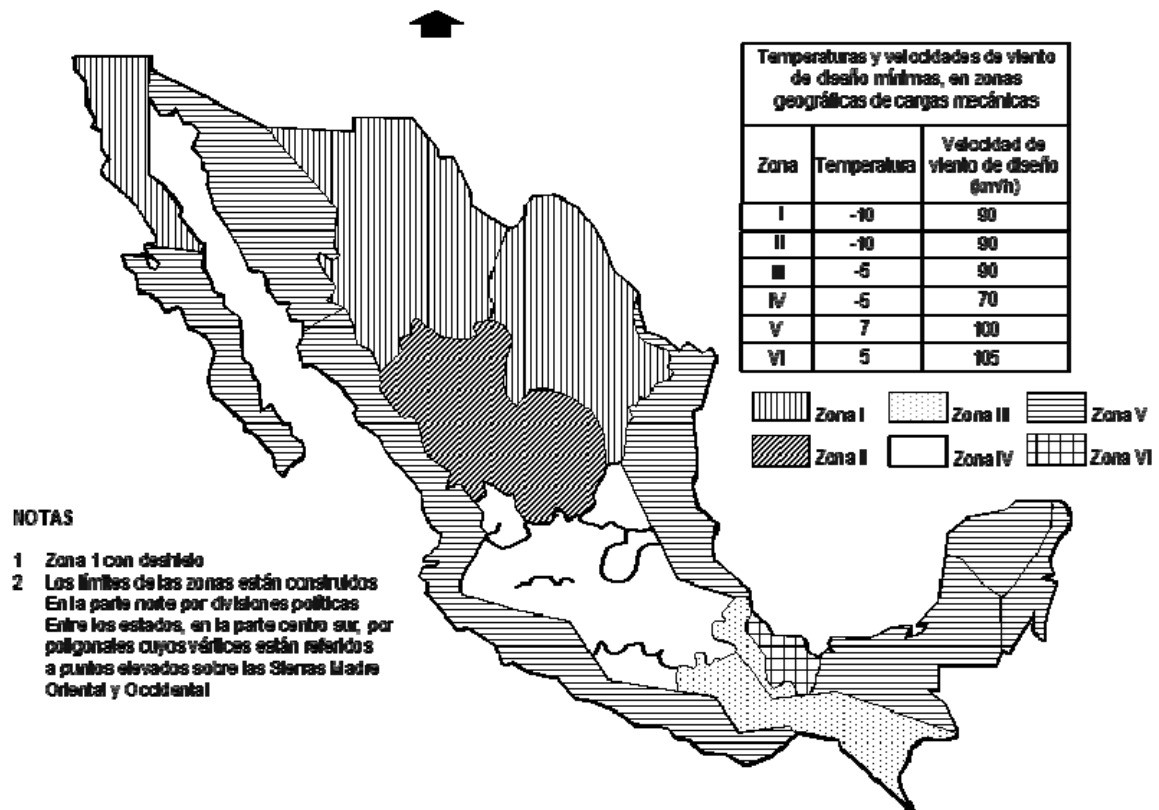 Temperaturas y velocidades de viento
de diseño mínimas, en zonas
geográficas de cargas mecánicas
Zona Temperatura Velocidad de
viento de diseño
(km/h)
I -10 90
II -10 90
III -5 90
IV -5 70
V 7 100
VI 5 105
Zona I Zona III Zona V
Zona II Zona IV Zona VI
NOTAS
1 Zona 1 con deshielo
2 Los límites de las zonas están construidos
En la parte norte por divisiones políticas
Entre los estados, en la parte centro sur, por
poligonales cuyos vértices están referidos
a puntos elevados sobre las Sierras Madre
Oriental y Occidental